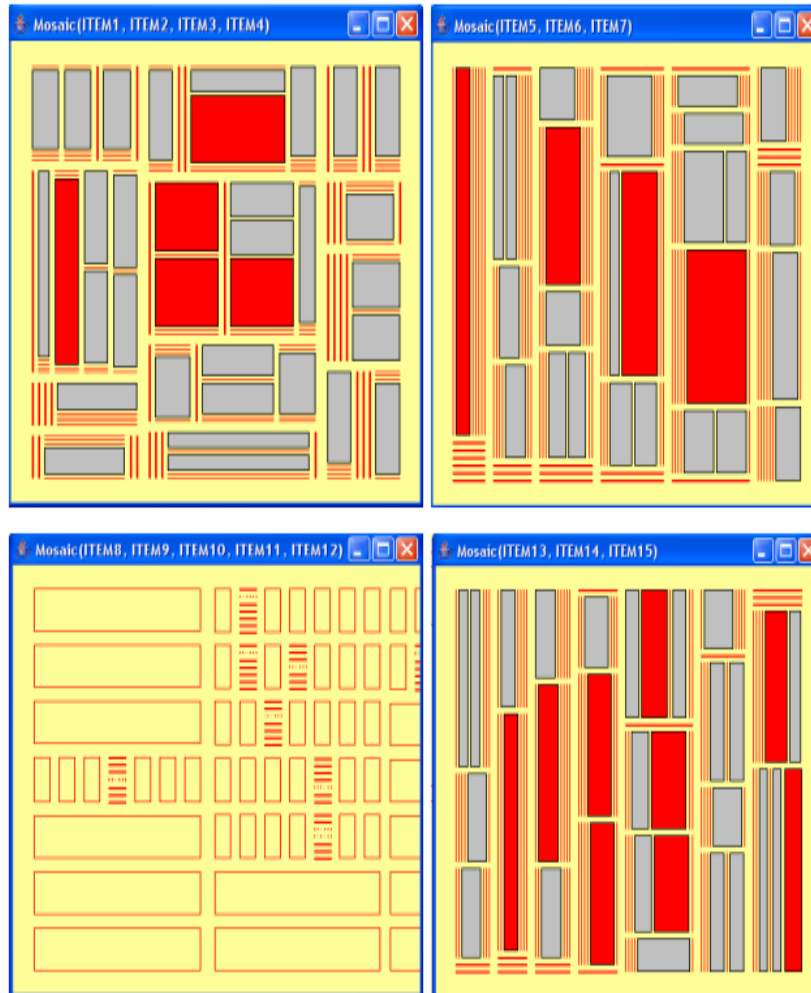 Mosaic(ITEM1, ITEM2, ITEM3, ITEM4)
Mosaic(ITEM5, ITEM6, ITEM7)
Mosaic(ITEM8, ITEM9, ITEM10, ITEM11, ITEM12)
Mosaic(ITEM13, ITEM14, ITEM15)